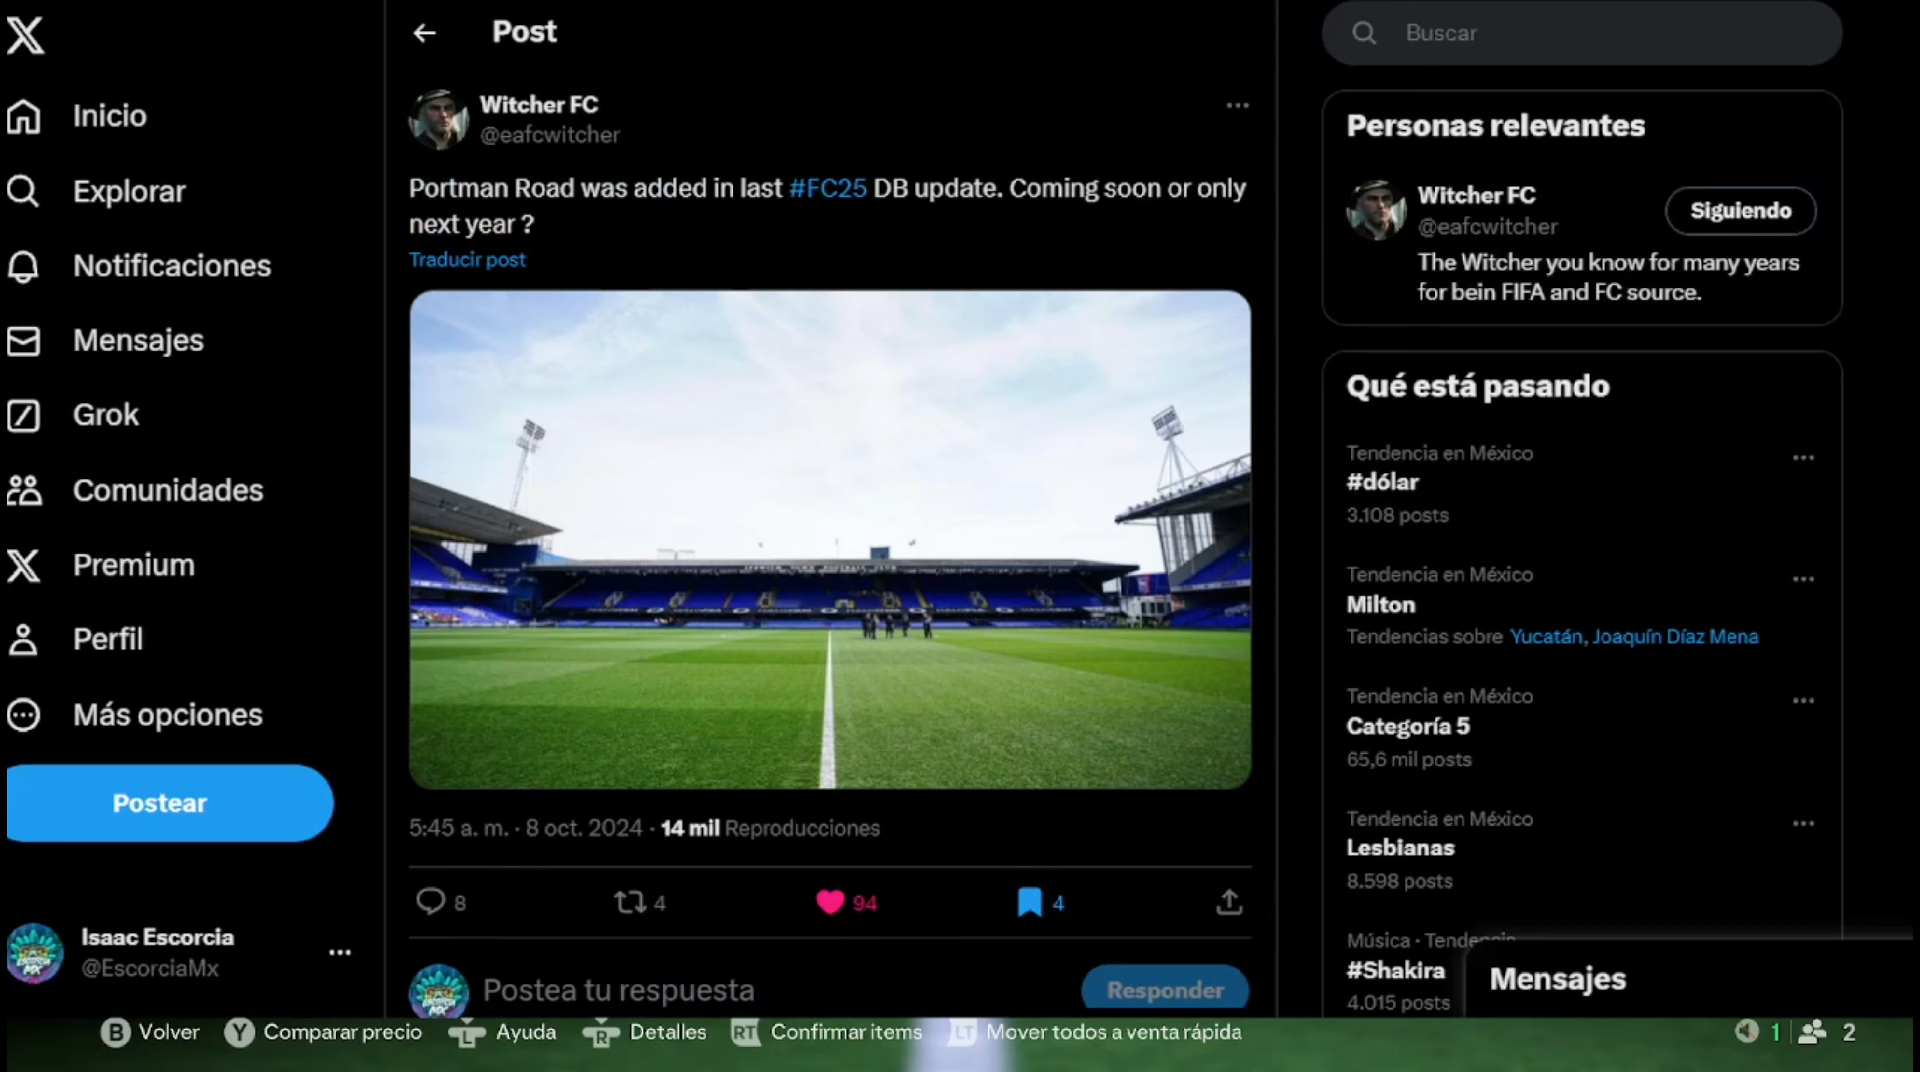 Inicio
Explorar
Notificaciones
Mensajes
Grok
Comunidades
Premium
Perfil
Más opciones
Postear
Isaac Escorcia
@EscorciaMx
Post
Witcher FC
@eafcwitcher
Portman Road was added in last #FC25 DB update. Coming soon or only
next year ?
Traducir post
5:45 a. m. · 8 oct. 2024 · 14 mil Reproducciones
8
4
94
4
Postea tu respuesta
Responder
Buscar
Personas relevantes
Witcher FC
@eafcwitcher
Siguiendo
The Witcher you know for many years
for bein FIFA and FC source.
Qué está pasando
Tendencia en México
#dólar
3.108 posts
Tendencia en México
Milton
Tendencias sobre Yucatán, Joaquín Díaz Mena
Tendencia en México
Categoría 5
65,6 mil posts
Tendencia en México
Lesbianas
8.598 posts
Música · Tendencia
#Shakira
4.015 posts
Mensajes
B Volver Y Comparar precio L Ayuda R Detalles RT Confirmar items LT Mover todos a venta rápida
1 2